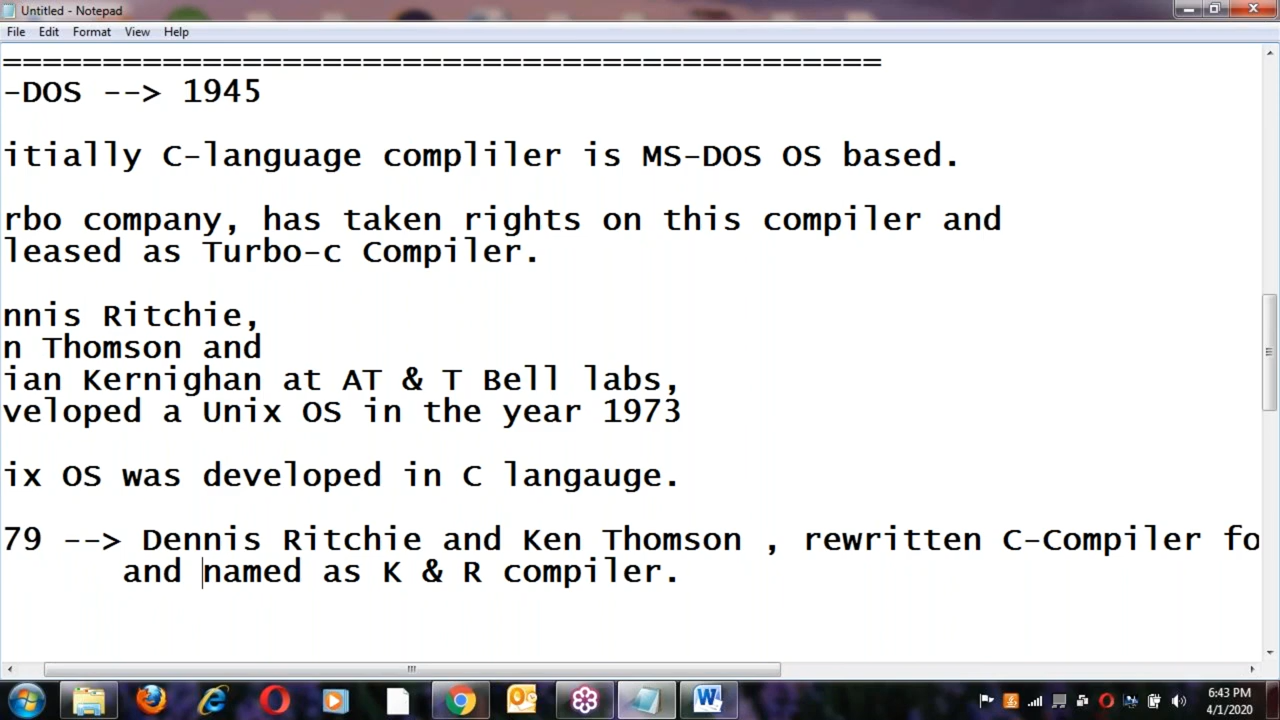 Untitled - Notepad
File Edit Format View Help
============================================
-DOS --> 1945
itially C-language compliler is MS-DOS OS based.
rbo company, has taken rights on this compiler and
leased as Turbo-c Compiler.
nnis Ritchie,
n Thomson and
ian Kernighan at AT & T Bell labs,
veloped a Unix OS in the year 1973
ix OS was developed in C langauge.
79 --> Dennis Ritchie and Ken Thomson , rewritten C-Compiler fo
and named as K & R compiler.
6:43 PM
4/1/2020